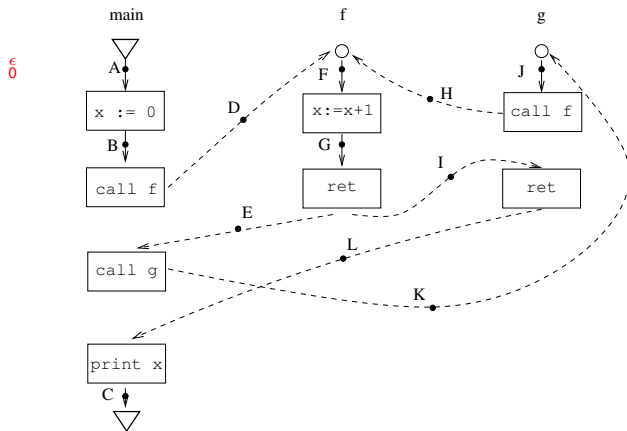 main f g
ϵ
0
A F J
x := 0 D x:=x+1 H call f
B G I
call f ret ret
E
L
call g
K
print x
C